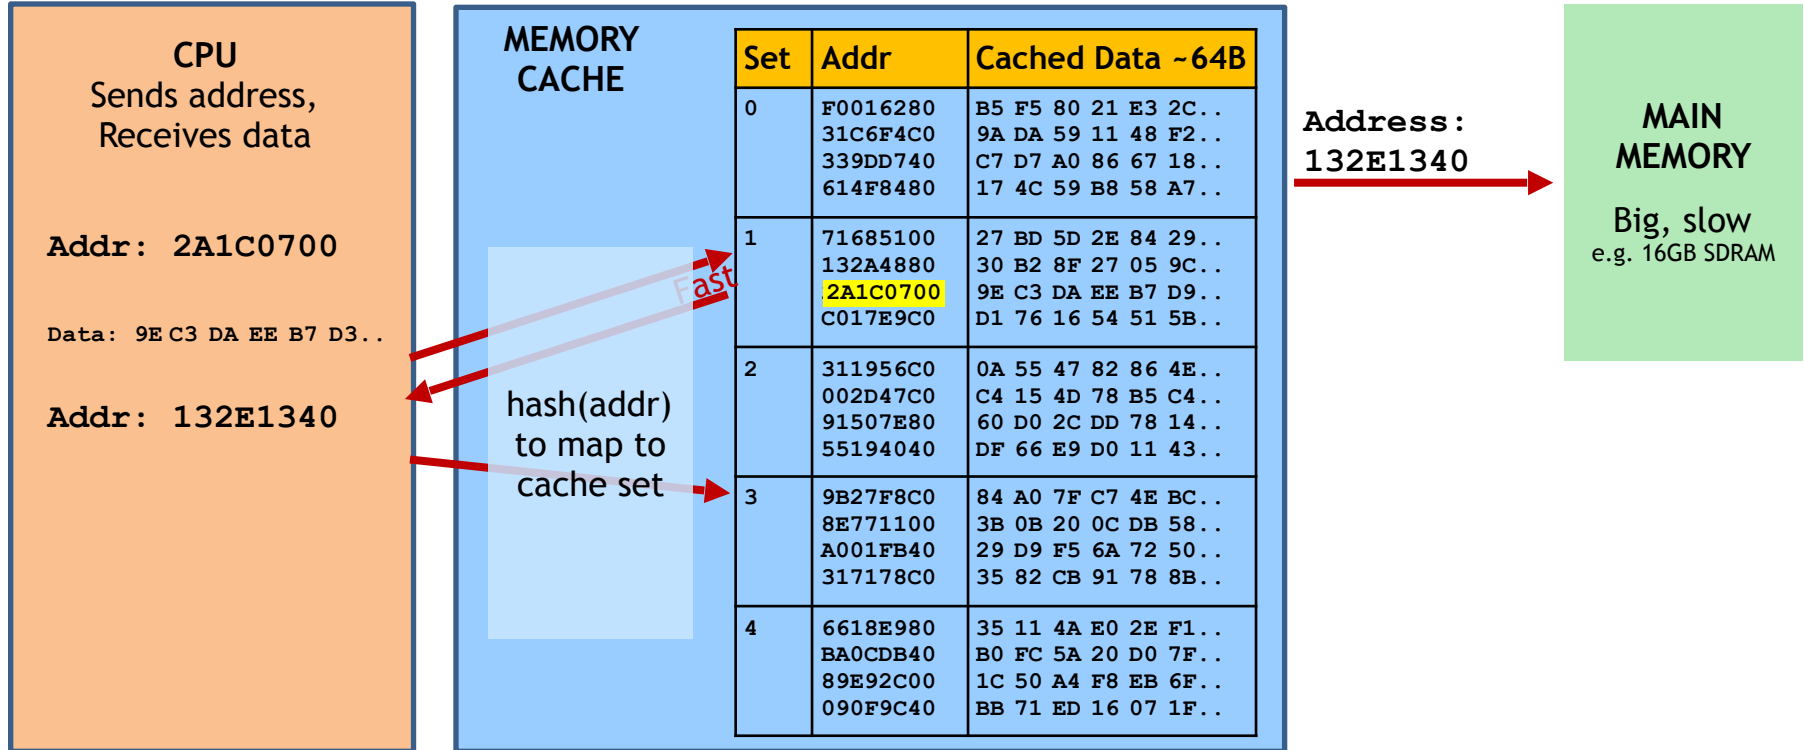 CPU
Sends address,
Receives data
Addr: 2A1C0700
Data: 9E C3 DA EE B7 D3..
Addr: 132E1340
MEMORY
CACHE
Fast
hash(addr)
to map to
cache set
Set Addr Cached Data ~64B
0 F0016280 B5 F5 80 21 E3 2C..
31C6F4C0 9A DA 59 11 48 F2..
339DD740 C7 D7 A0 86 67 18..
614F8480 17 4C 59 B8 58 A7..
1 71685100 27 BD 5D 2E 84 29..
132A4880 30 B2 8F 27 05 9C..
2A1C0700 9E C3 DA EE B7 D9..
C017E9C0 D1 76 16 54 51 5B..
2 311956C0 0A 55 47 82 86 4E..
002D47C0 C4 15 4D 78 B5 C4..
91507E80 60 D0 2C DD 78 14..
55194040 DF 66 E9 D0 11 43..
3 9B27F8C0 84 A0 7F C7 4E BC..
8E771100 3B 0B 20 0C DB 58..
A001FB40 29 D9 F5 6A 72 50..
317178C0 35 82 CB 91 78 8B..
4 6618E980 35 11 4A E0 2E F1..
BA0CDB40 B0 FC 5A 20 D0 7F..
89E92C00 1C 50 A4 F8 EB 6F..
090F9C40 BB 71 ED 16 07 1F..
Address:
132E1340
MAIN
MEMORY
Big, slow
e.g. 16GB SDRAM